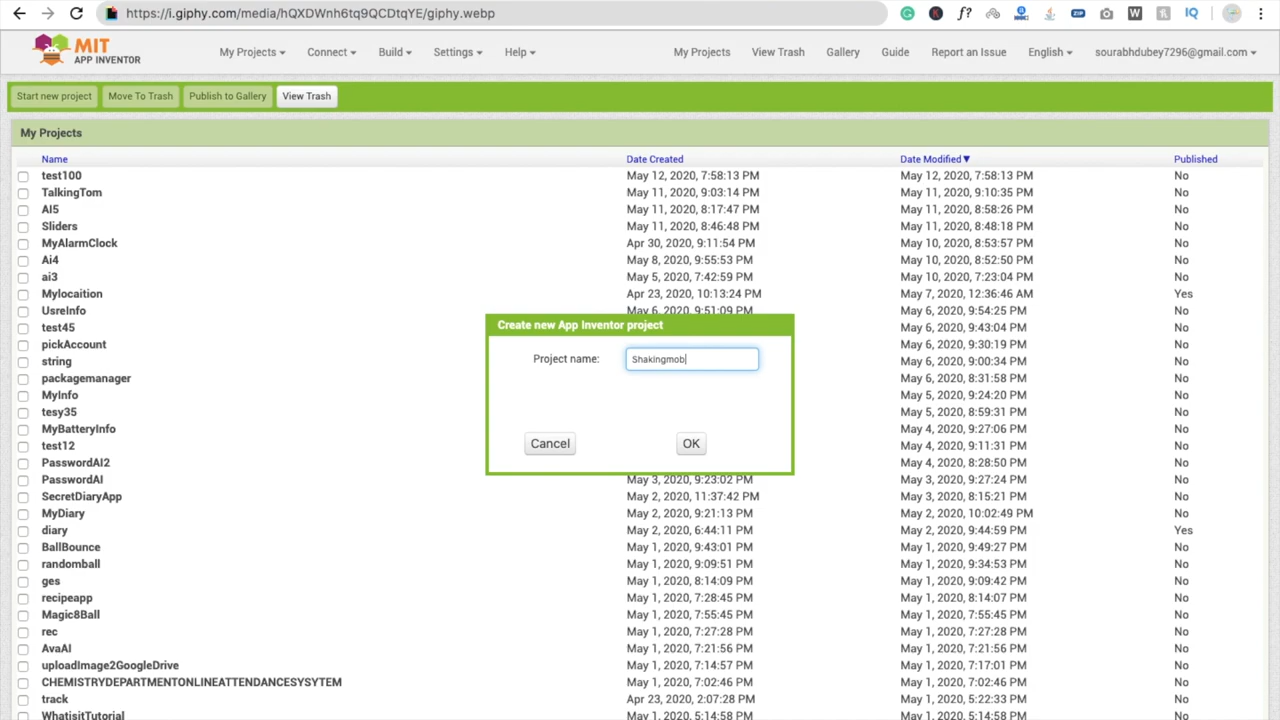 https://i.giphy.com/media/hQXDWnh6tq9QCDtqYE/giphy.webp
MIT APP INVENTOR My Projects Connect Build Settings Help My Projects View Trash Gallery Guide Report an Issue English sourabhdubey7296@gmail.com
Start new project Move To Trash Publish to Gallery View Trash
My Projects
Name Date Created Date Modified▼ Published
test100 May 12, 2020, 7:58:13 PM May 12, 2020, 7:58:13 PM No
TalkingTom May 11, 2020, 9:03:14 PM May 11, 2020, 9:10:35 PM No
AI5 May 11, 2020, 8:17:47 PM May 11, 2020, 8:58:26 PM No
Sliders May 11, 2020, 8:46:48 PM May 11, 2020, 8:48:18 PM No
MyAlarmClock Apr 30, 2020, 9:11:54 PM May 10, 2020, 8:53:57 PM No
Ai4 May 8, 2020, 9:55:53 PM May 10, 2020, 8:52:50 PM No
ai3 May 5, 2020, 7:42:59 PM May 10, 2020, 7:23:04 PM No
Mylocaition Apr 23, 2020, 10:13:24 PM May 7, 2020, 12:36:46 AM Yes
UsreInfo May 6, 2020, 9:51:09 PM May 6, 2020, 9:54:25 PM No
Create new App Inventor project
test45 May 6, 2020, 9:43:04 PM No
pickAccount May 6, 2020, 9:30:19 PM No
Project name: Shakingmob
string May 6, 2020, 9:00:34 PM No
packagemanager May 6, 2020, 8:31:58 PM No
MyInfo May 5, 2020, 9:24:20 PM No
tesy35 May 5, 2020, 8:59:31 PM No
MyBatteryInfo May 4, 2020, 9:27:06 PM No
Cancel OK
test12 May 4, 2020, 9:11:31 PM No
PasswordAI2 May 4, 2020, 8:28:50 PM No
PasswordAI May 3, 2020, 9:23:02 PM May 3, 2020, 9:27:24 PM No
SecretDiaryApp May 2, 2020, 11:37:42 PM May 3, 2020, 8:15:21 PM No
MyDiary May 2, 2020, 9:21:13 PM May 2, 2020, 10:02:49 PM No
diary May 2, 2020, 6:44:11 PM May 2, 2020, 9:44:59 PM Yes
BallBounce May 1, 2020, 9:43:01 PM May 1, 2020, 9:49:27 PM No
randomball May 1, 2020, 9:09:51 PM May 1, 2020, 9:34:53 PM No
ges May 1, 2020, 8:14:09 PM May 1, 2020, 9:09:42 PM No
recipeapp May 1, 2020, 7:28:45 PM May 1, 2020, 8:14:07 PM No
Magic8Ball May 1, 2020, 7:55:45 PM May 1, 2020, 7:55:45 PM No
rec May 1, 2020, 7:27:28 PM May 1, 2020, 7:27:28 PM No
AvaAI May 1, 2020, 7:21:56 PM May 1, 2020, 7:21:56 PM No
uploadImage2GoogleDrive May 1, 2020, 7:14:57 PM May 1, 2020, 7:17:01 PM No
CHEMISTRYDEPARTMENTONLINEATTENDANCESYSYTEM May 1, 2020, 7:02:46 PM May 1, 2020, 7:02:46 PM No
track Apr 23, 2020, 2:07:28 PM May 1, 2020, 5:22:33 PM No
WhatisitTutorial May 1, 2020, 5:14:58 PM May 1, 2020, 5:14:58 PM No